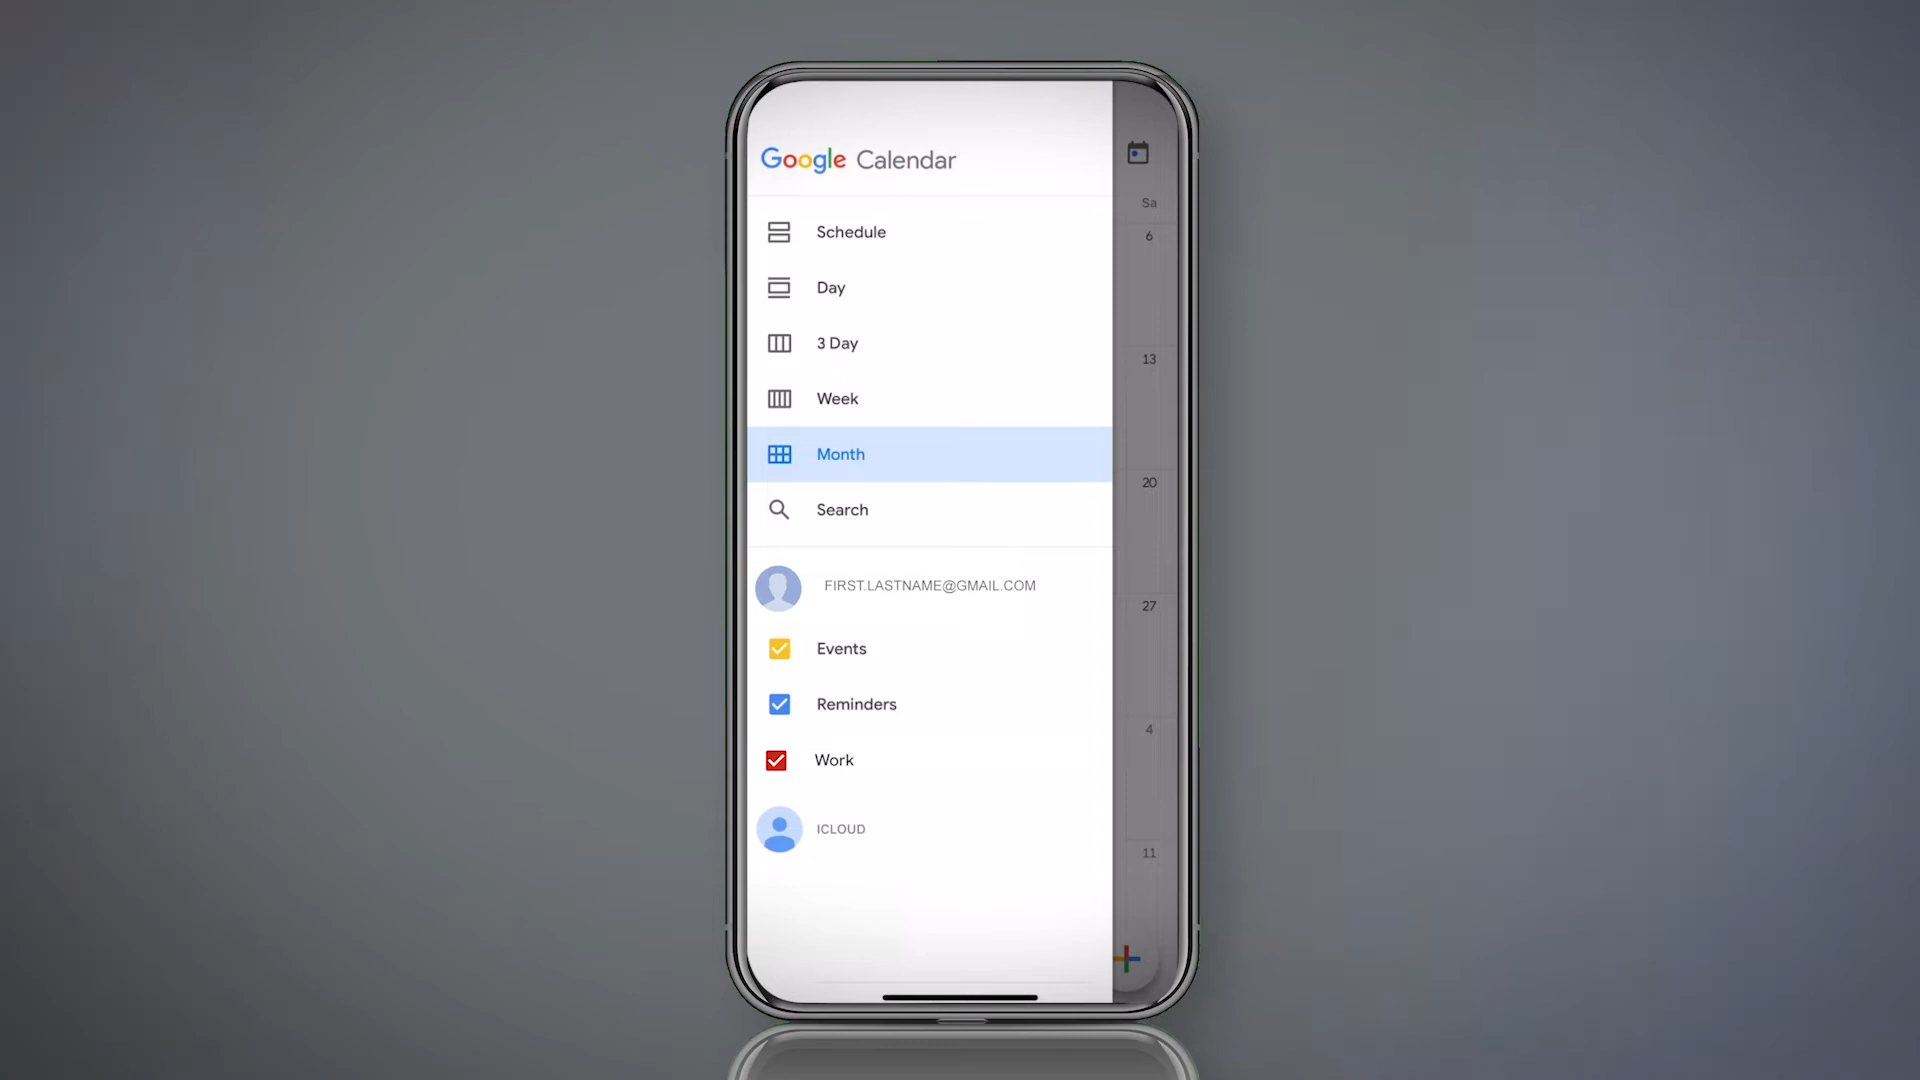 Google Calendar
Sa
Schedule
6
Day
3 Day
13
Week
Month
20
Search
FIRST.LASTNAME@GMAIL.COM
27
Events
Reminders
4
Work
ICLOUD
11